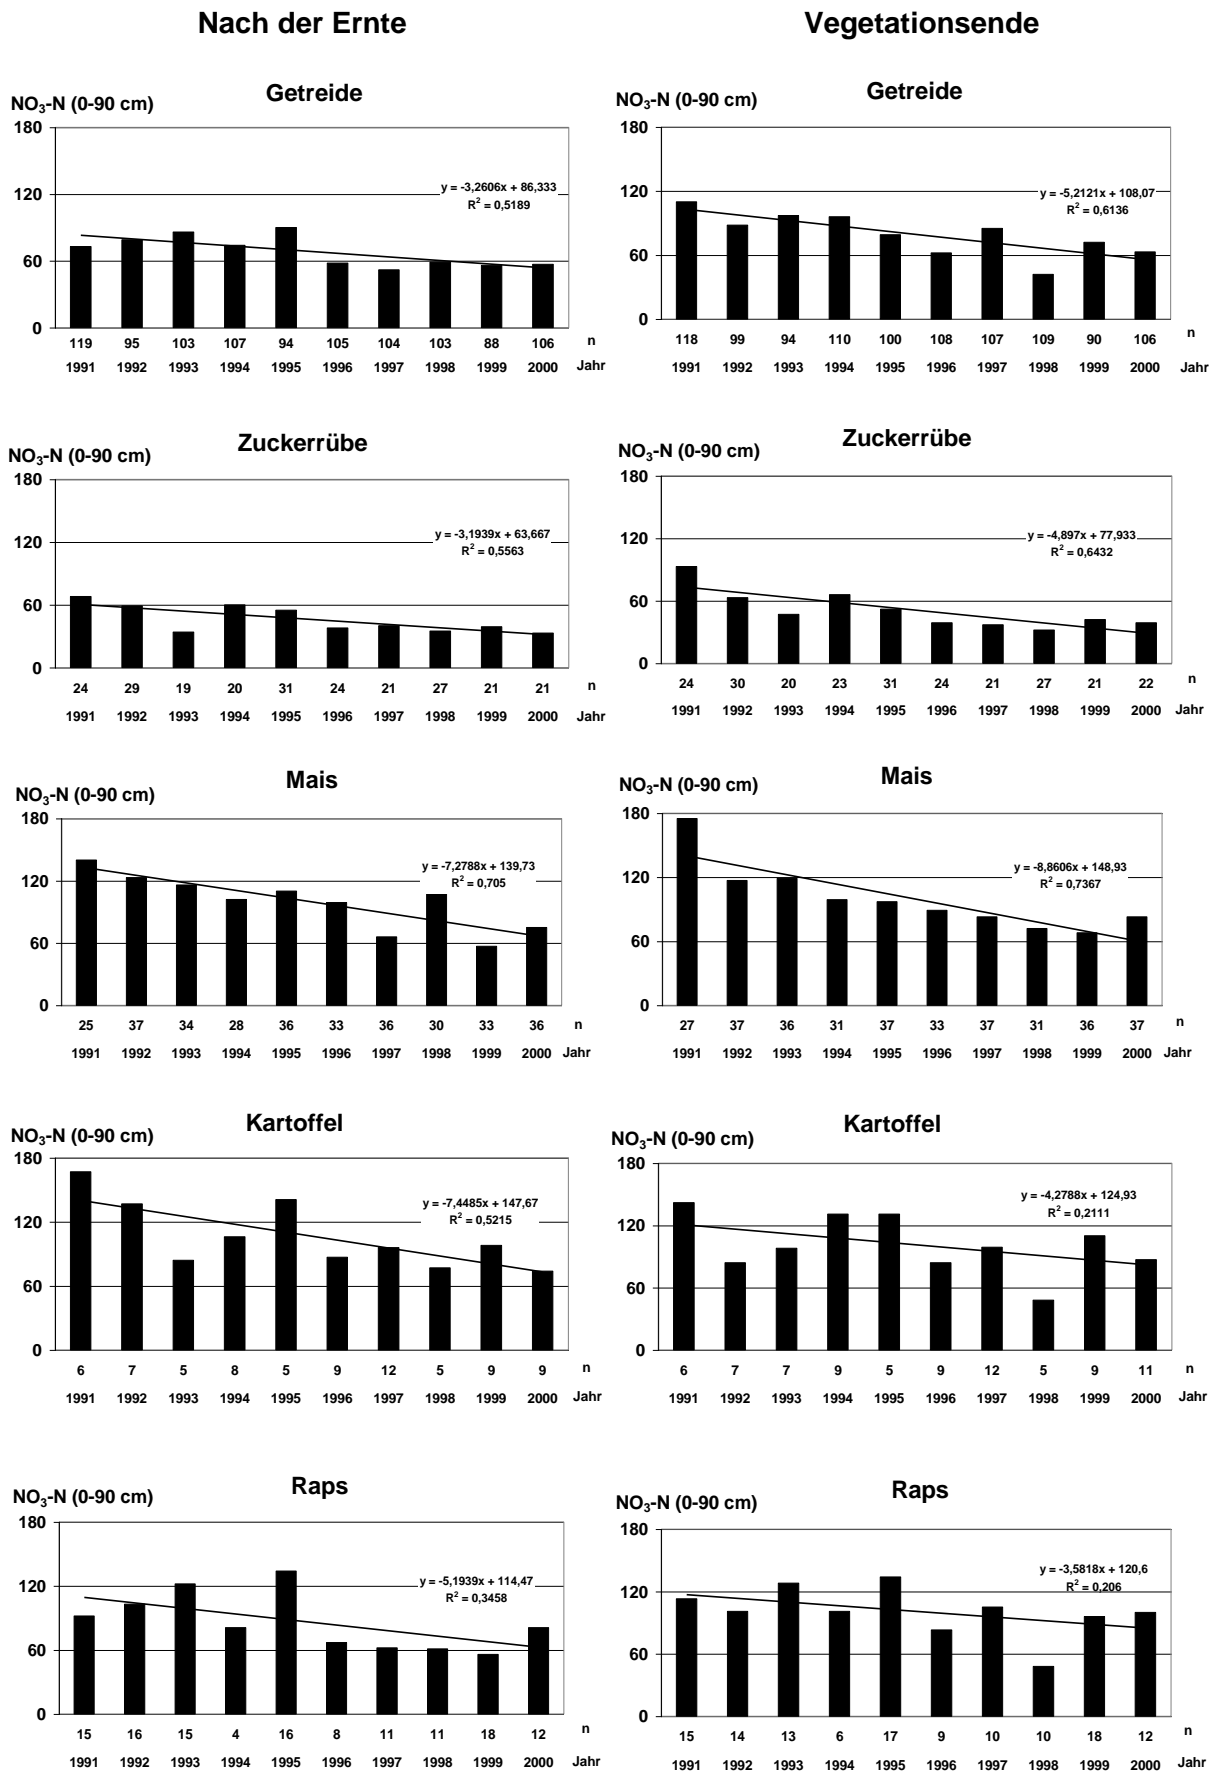 Nach der Ernte
Vegetationsende
Getreide
NO₃-N (0-90 cm)
180
120
60
0
y = -3,2606x + 86,333
R² = 0,5189
119 95 103 107 94 105 104 103 88 106 n
1991 1992 1993 1994 1995 1996 1997 1998 1999 2000 Jahr
Getreide
NO₃-N (0-90 cm)
180
120
60
0
y = -5,2121x + 108,07
R² = 0,6136
118 99 94 110 100 108 107 109 90 106 n
1991 1992 1993 1994 1995 1996 1997 1998 1999 2000 Jahr
Zuckerrübe
NO₃-N (0-90 cm)
180
120
60
0
y = -3,1939x + 63,667
R² = 0,5563
24 29 19 20 31 24 21 27 21 21 n
1991 1992 1993 1994 1995 1996 1997 1998 1999 2000 Jahr
Zuckerrübe
NO₃-N (0-90 cm)
180
120
60
0
y = -4,897x + 77,933
R² = 0,6432
24 30 20 23 31 24 21 27 21 22 n
1991 1992 1993 1994 1995 1996 1997 1998 1999 2000 Jahr
Mais
NO₃-N (0-90 cm)
180
120
60
0
y = -7,2788x + 139,73
R² = 0,705
25 37 34 28 36 33 36 30 33 36 n
1991 1992 1993 1994 1995 1996 1997 1998 1999 2000 Jahr
Mais
NO₃-N (0-90 cm)
180
120
60
0
y = -8,8606x + 148,93
R² = 0,7367
27 37 36 31 37 33 37 31 36 37 n
1991 1992 1993 1994 1995 1996 1997 1998 1999 2000 Jahr
Kartoffel
NO₃-N (0-90 cm)
180
120
60
0
y = -7,4485x + 147,67
R² = 0,5215
6 7 5 8 5 9 12 5 9 9 n
1991 1992 1993 1994 1995 1996 1997 1998 1999 2000 Jahr
Kartoffel
NO₃-N (0-90 cm)
180
120
60
0
y = -4,2788x + 124,93
R² = 0,2111
6 7 7 9 5 9 12 5 9 11 n
1991 1992 1993 1994 1995 1996 1997 1998 1999 2000 Jahr
Raps
NO₃-N (0-90 cm)
180
120
60
0
y = -5,1939x + 114,47
R² = 0,3458
15 16 15 4 16 8 11 11 18 12 n
1991 1992 1993 1994 1995 1996 1997 1998 1999 2000 Jahr
Raps
NO₃-N (0-90 cm)
180
120
60
0
y = -3,5818x + 120,6
R² = 0,206
15 14 13 6 17 9 10 10 18 12 n
1991 1992 1993 1994 1995 1996 1997 1998 1999 2000 Jahr